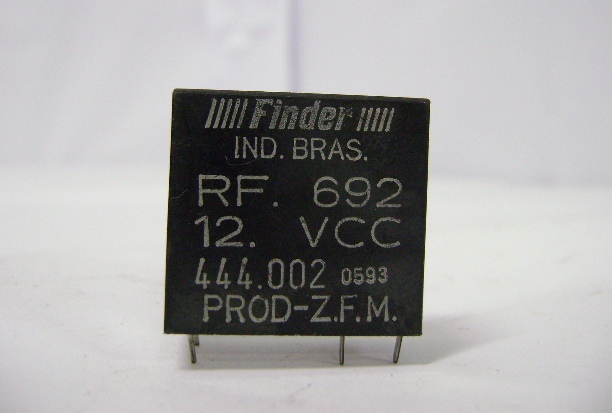 Finder
IND. BRAS.
RF. 692
12. VCC
444.002 0593
PROD-Z.F.M.